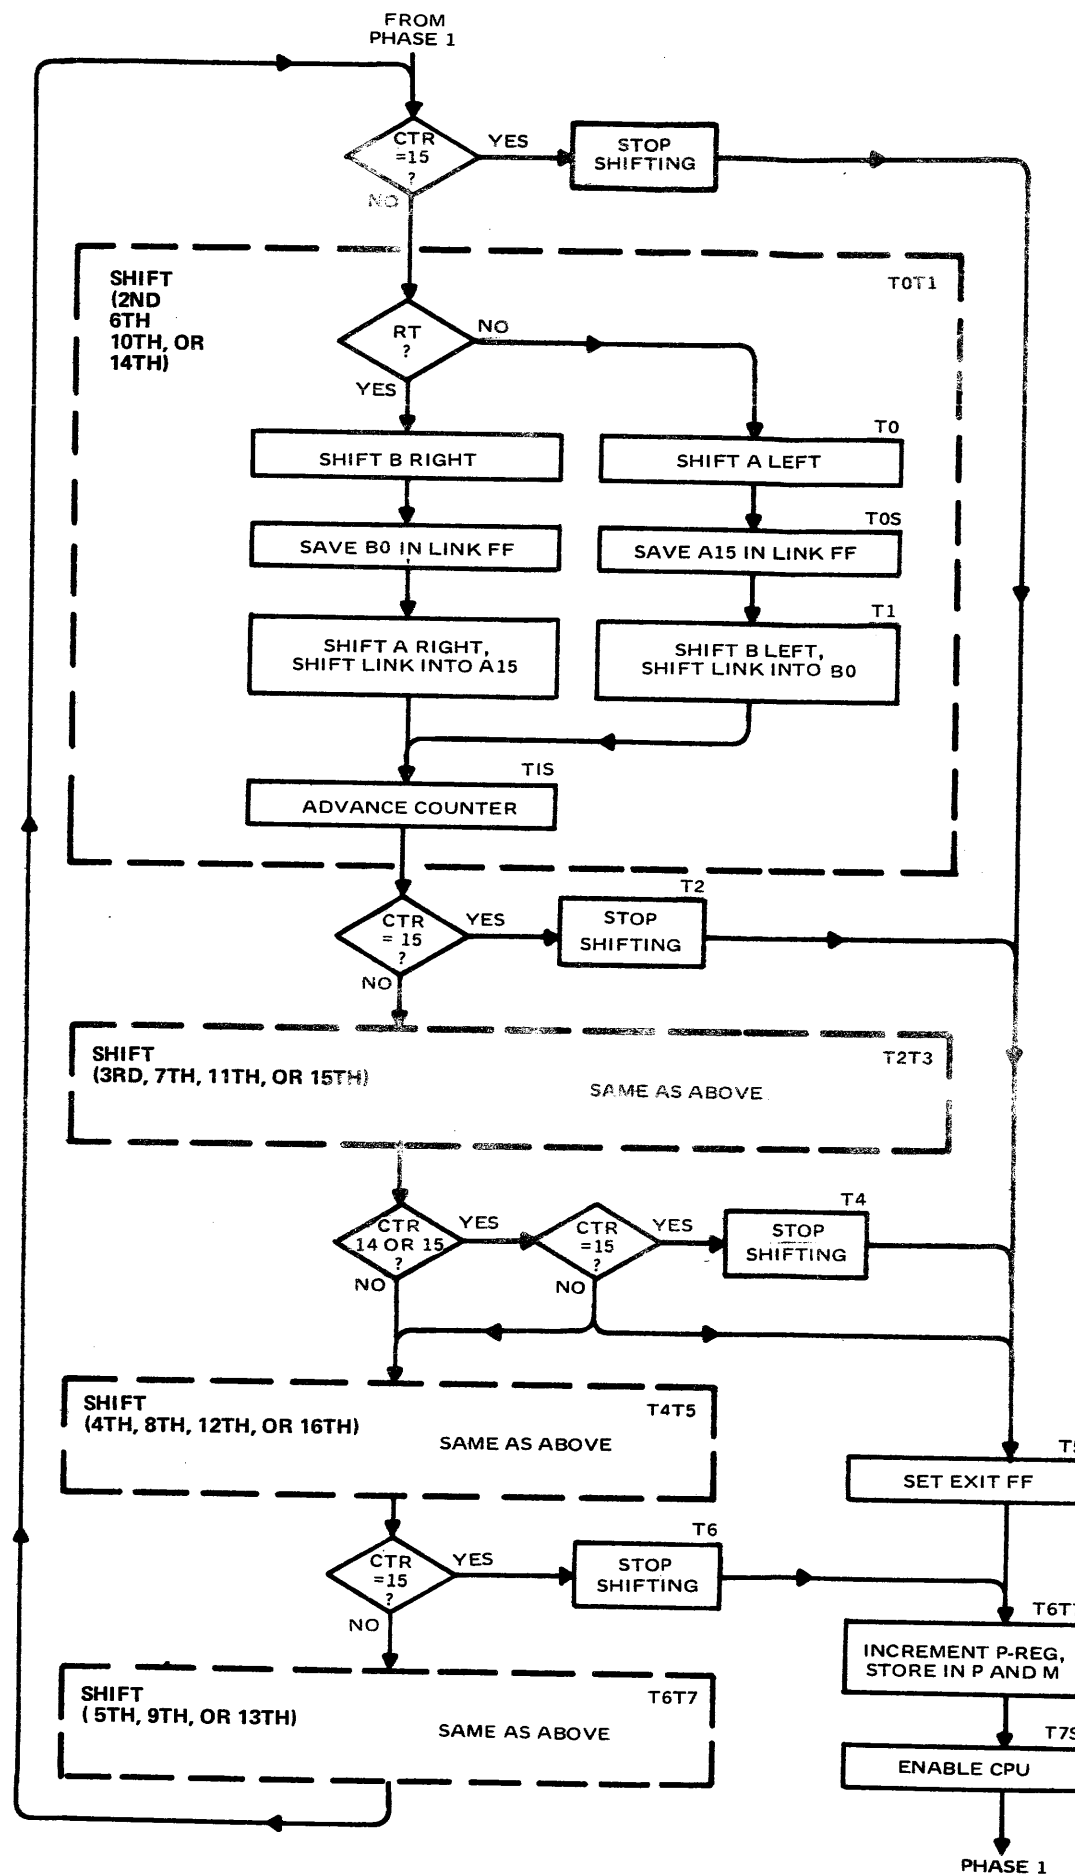 FROM
PHASE 1
CTR
=15
?
YES
NO
STOP
SHIFTING
SHIFT
(2ND
6TH
10TH, OR
14TH)
T0T1
RT
?
NO
YES
SHIFT B RIGHT
T0
SHIFT A LEFT
SAVE B0 IN LINK FF
T0S
SAVE A15 IN LINK FF
SHIFT A RIGHT,
SHIFT LINK INTO A15
T1
SHIFT B LEFT,
SHIFT LINK INTO B0
TIS
ADVANCE COUNTER
CTR
= 15
?
YES
NO
T2
STOP
SHIFTING
SHIFT
(3RD, 7TH, 11TH, OR 15TH)
T2T3
SAME AS ABOVE
CTR
14 OR 15
?
YES
NO
CTR
=15
?
YES
NO
T4
STOP
SHIFTING
SHIFT
(4TH, 8TH, 12TH, OR 16TH)
T4T5
SAME AS ABOVE
SET EXIT FF
CTR
=15
?
YES
NO
T6
STOP
SHIFTING
T6T
INCREMENT P-REG,
STORE IN P AND M
SHIFT
( 5TH, 9TH, OR 13TH)
T6T7
SAME AS ABOVE
T7S
ENABLE CPU
PHASE 1